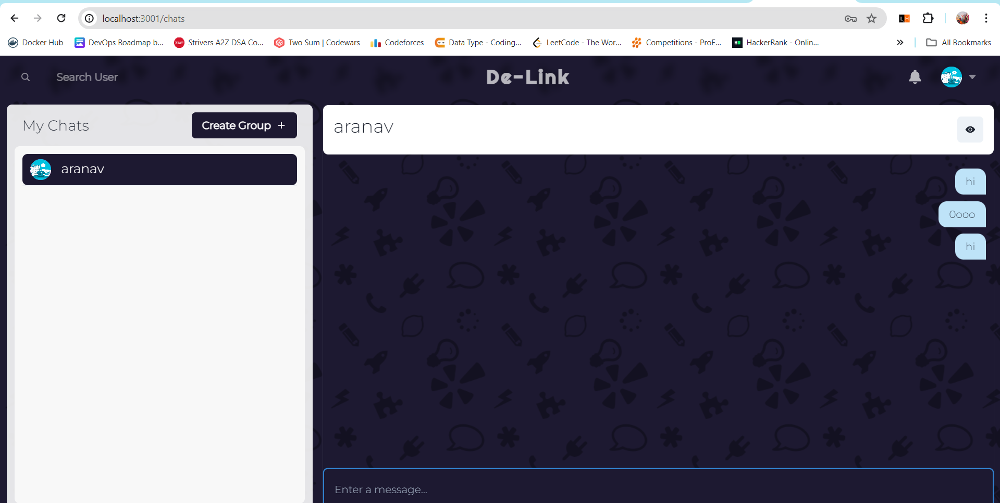 localhost:3001/chats
Docker Hub DevOps Roadmap b... Strivers A2Z DSA Co... Two Sum | Codewars Codeforces Data Type - Coding... LeetCode - The Wor... Competitions - ProE... HackerRank - Onlin... All Bookmarks
Search User De-Link
My Chats Create Group + aranav
aranav
hi
0ooo
hi
Enter a message...